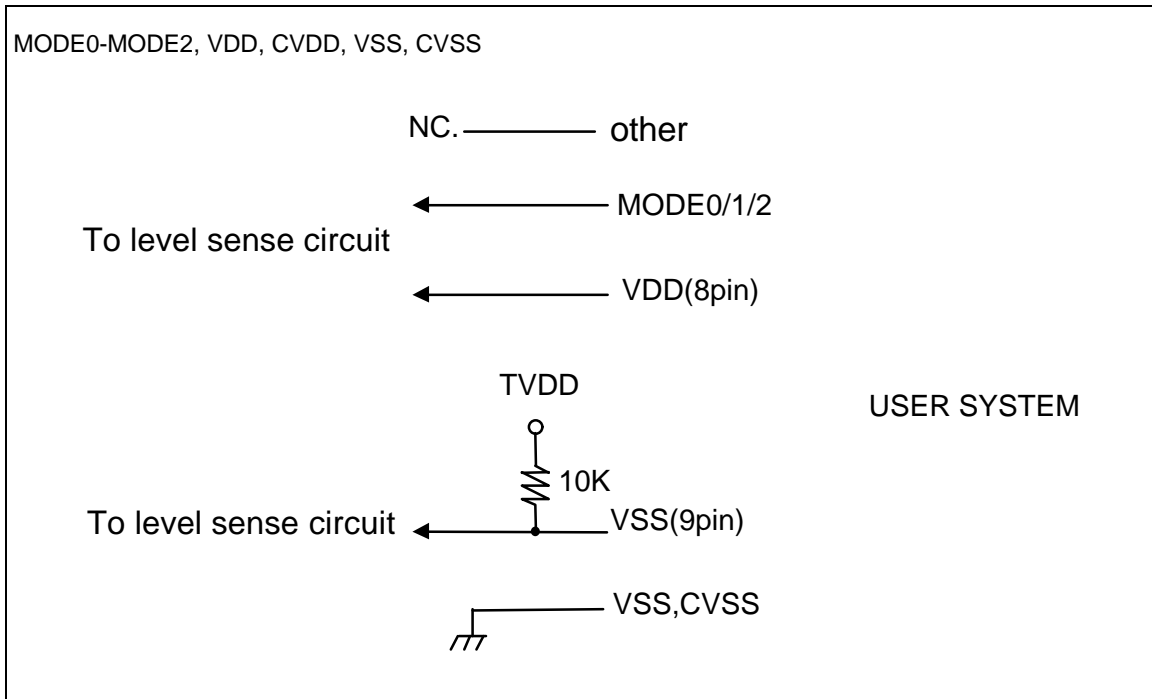 MODE0-MODE2, VDD, CVDD, VSS, CVSS
NC. other
MODE0/1/2
To level sense circuit
VDD(8pin)
TVDD
USER SYSTEM
10K
To level sense circuit VSS(9pin)
VSS,CVSS